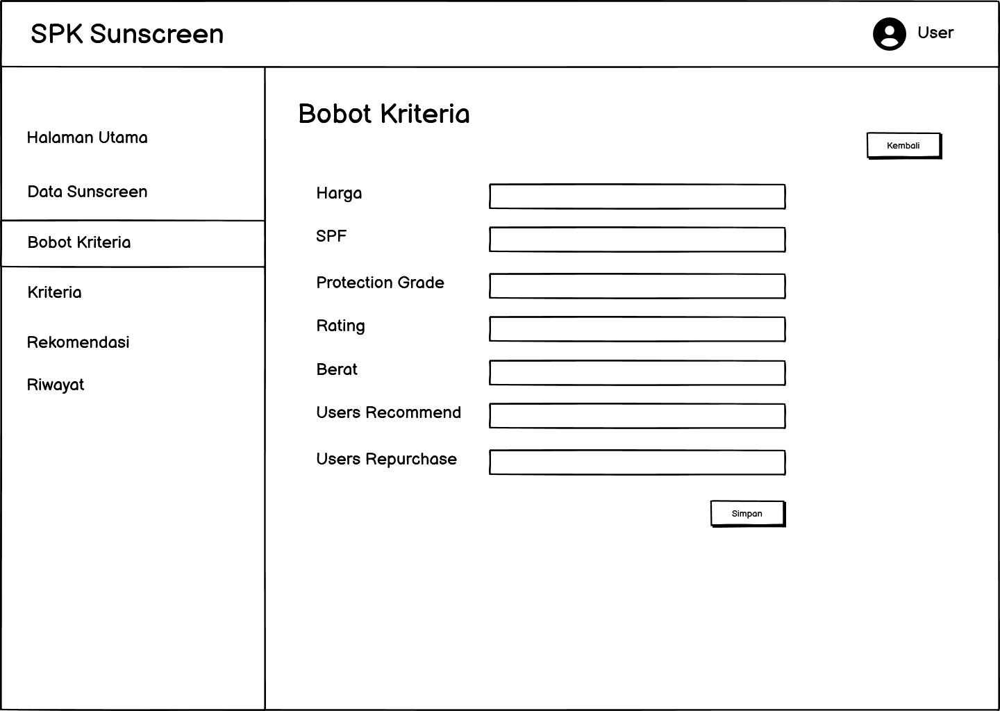 SPK Sunscreen
User
Halaman Utama
Data Sunscreen
Bobot Kriteria
Kriteria
Rekomendasi
Riwayat
Bobot Kriteria
Kembali
Harga
SPF
Protection Grade
Rating
Berat
Users Recommend
Users Repurchase
Simpan